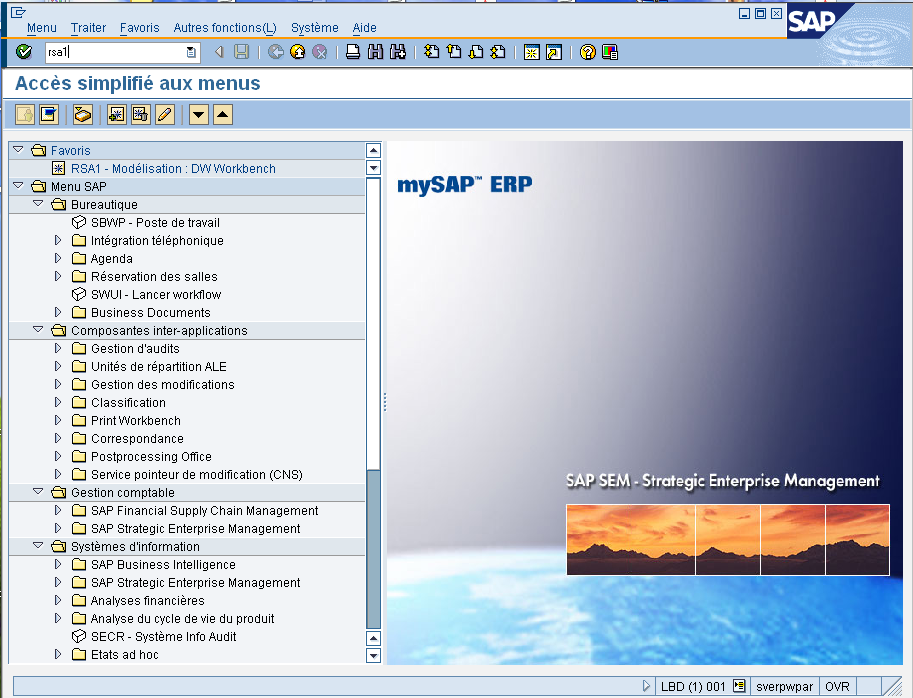 Menu Traiter Favoris Autres fonctions(L) Système Aide
SAP
rsa1
Accès simplifié aux menus
Favoris
RSA1 - Modélisation : DW Workbench
Menu SAP
Bureautique
SBWP - Poste de travail
Intégration téléphonique
Agenda
Réservation des salles
SWUI - Lancer workflow
Business Documents
Composantes inter-applications
Gestion d'audits
Unités de répartition ALE
Gestion des modifications
Classification
Print Workbench
Correspondance
Postprocessing Office
Service pointeur de modification (CNS)
Gestion comptable
SAP Financial Supply Chain Management
SAP Strategic Enterprise Management
Systèmes d'information
SAP Business Intelligence
SAP Strategic Enterprise Management
Analyses financières
Analyse du cycle de vie du produit
SECR - Système Info Audit
Etats ad hoc
mySAP™ ERP
SAP SEM - Strategic Enterprise Management
LBD (1) 001 sverpwpar OVR